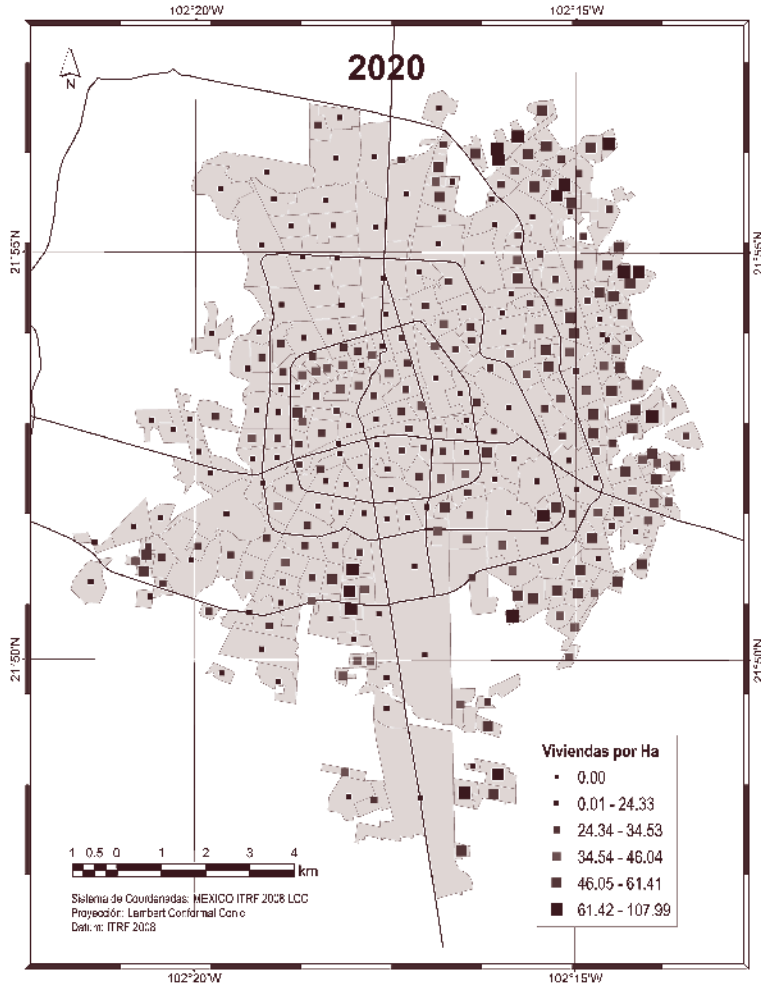 102°20'W 102°15'W
2020
N
21°55'N 21°55'N
21°50'N 21°50'N
Viviendas por Ha
0.00
0.01 - 24.33
24.34 - 34.53
34.54 - 46.04
46.05 - 61.41
61.42 - 107.99
1 0.5 0 1 2 3 4
km
Sistema de Coordenadas: MEXICO ITRF 2008 LCC
Proyección: Lambert Conformal Conic
Datum: ITRF 2008
102°20'W 102°15'W